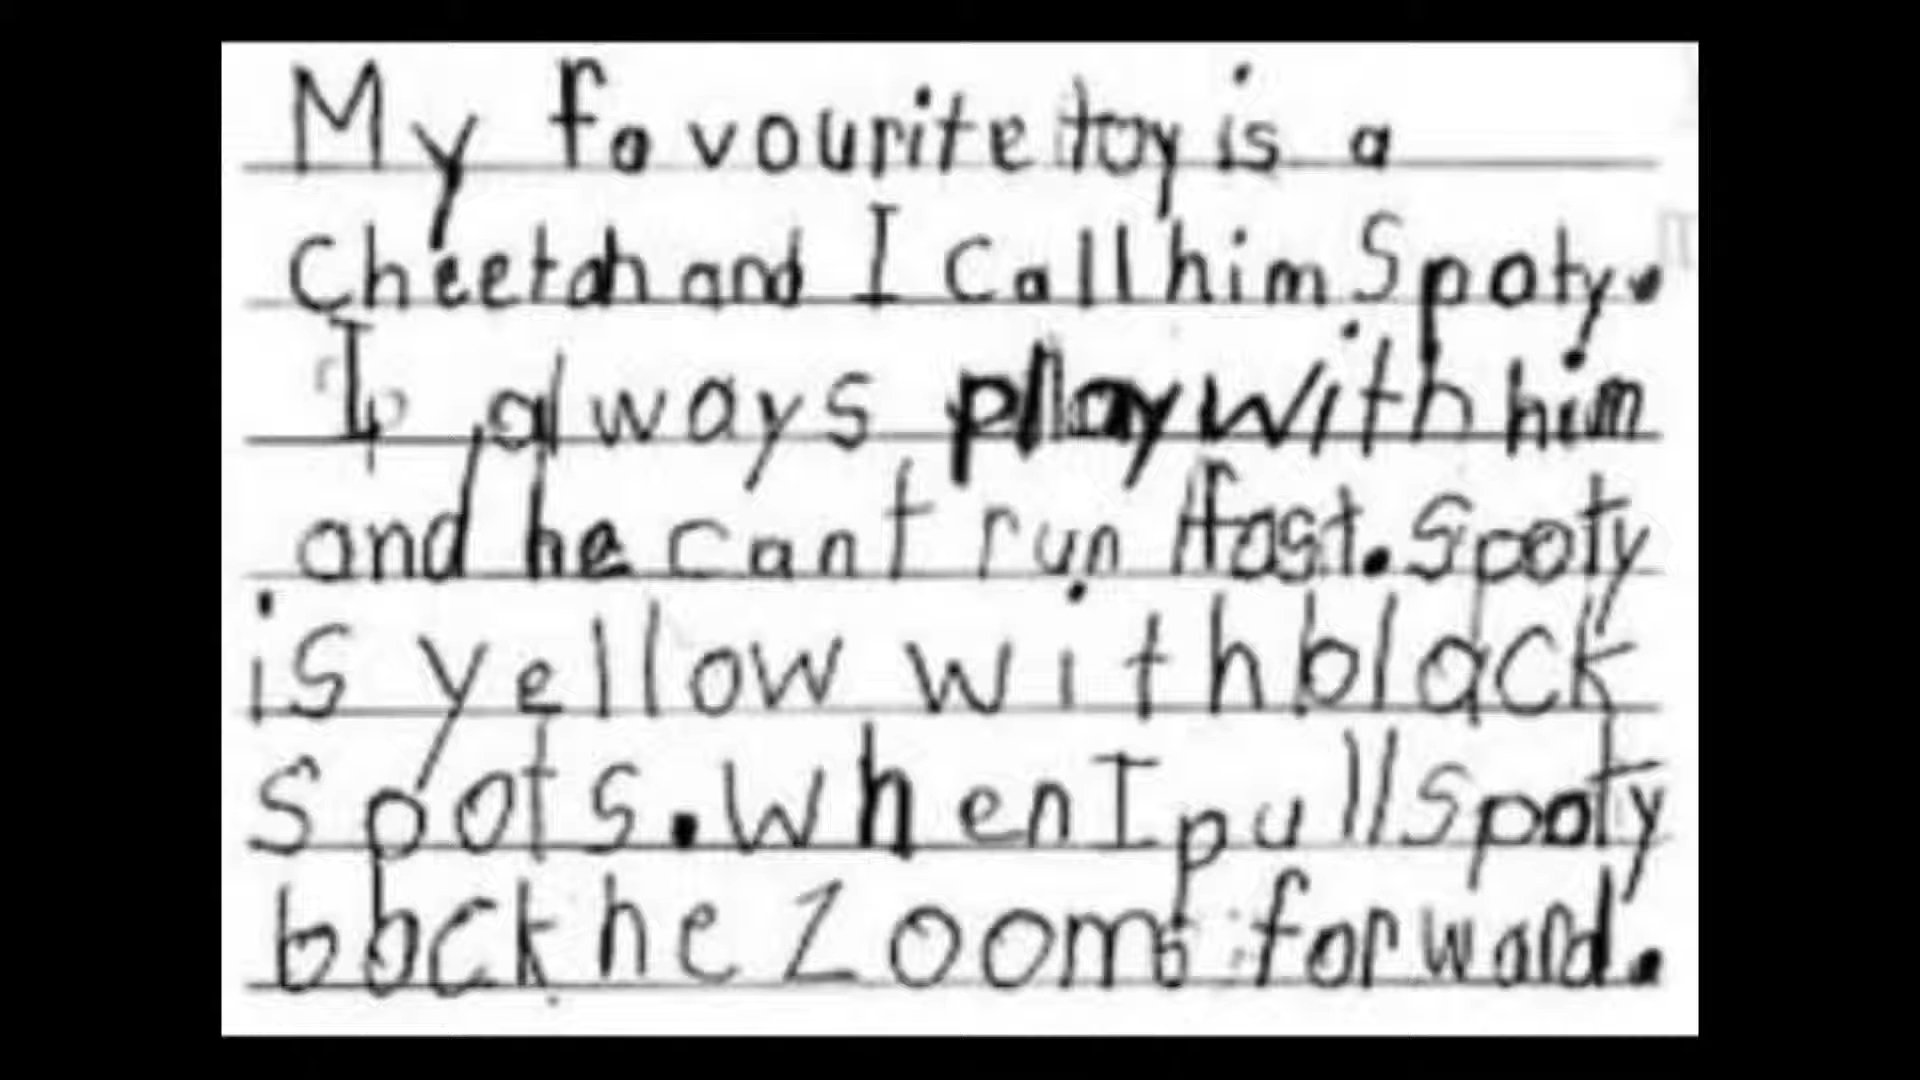 My favourite toy is a
Cheetah and I Call him Spoty.
I always play with him
and he cant run fast. Spoty
is yellow with black
Spots. When I pull Spoty
back he Zooms forward.